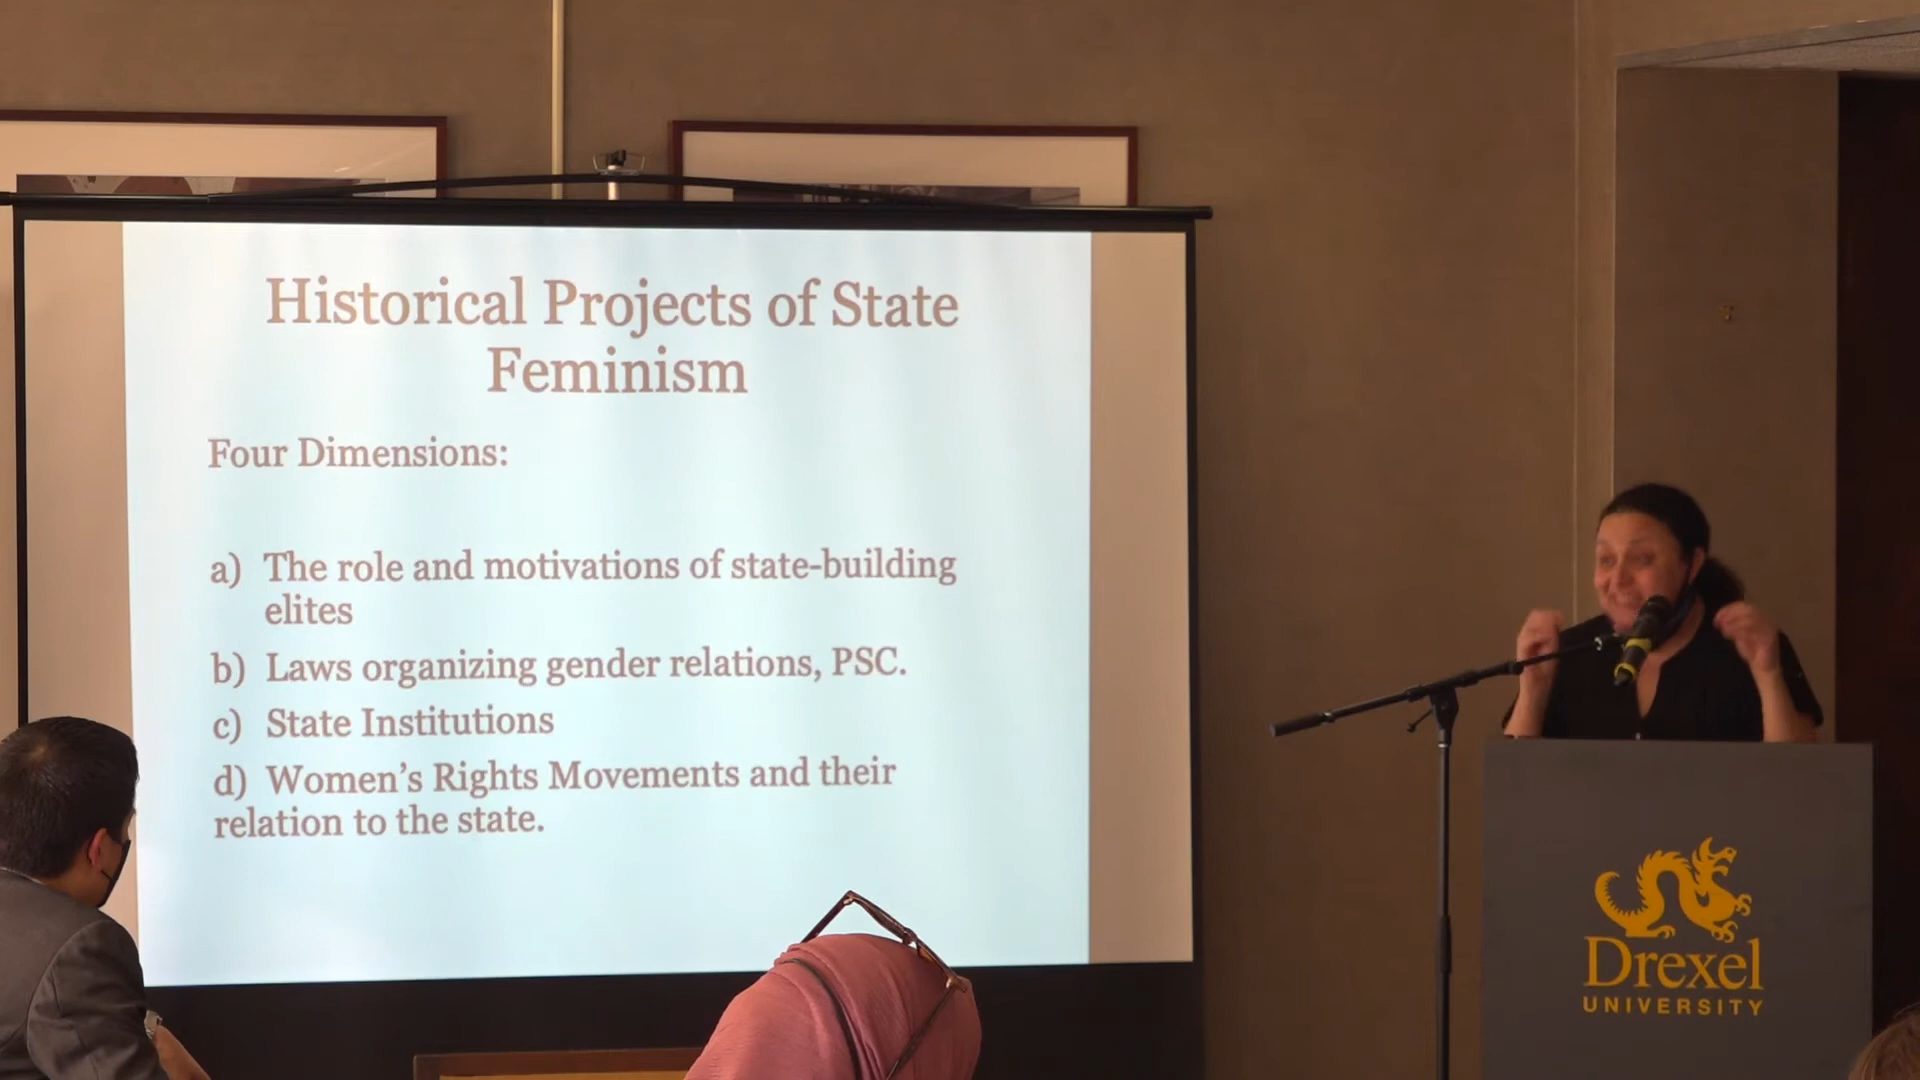 Historical Projects of State
Feminism
Four Dimensions:
a) The role and motivations of state-building
elites
b) Laws organizing gender relations, PSC.
c) State Institutions
d) Women’s Rights Movements and their
relation to the state.
Drexel
UNIVERSITY